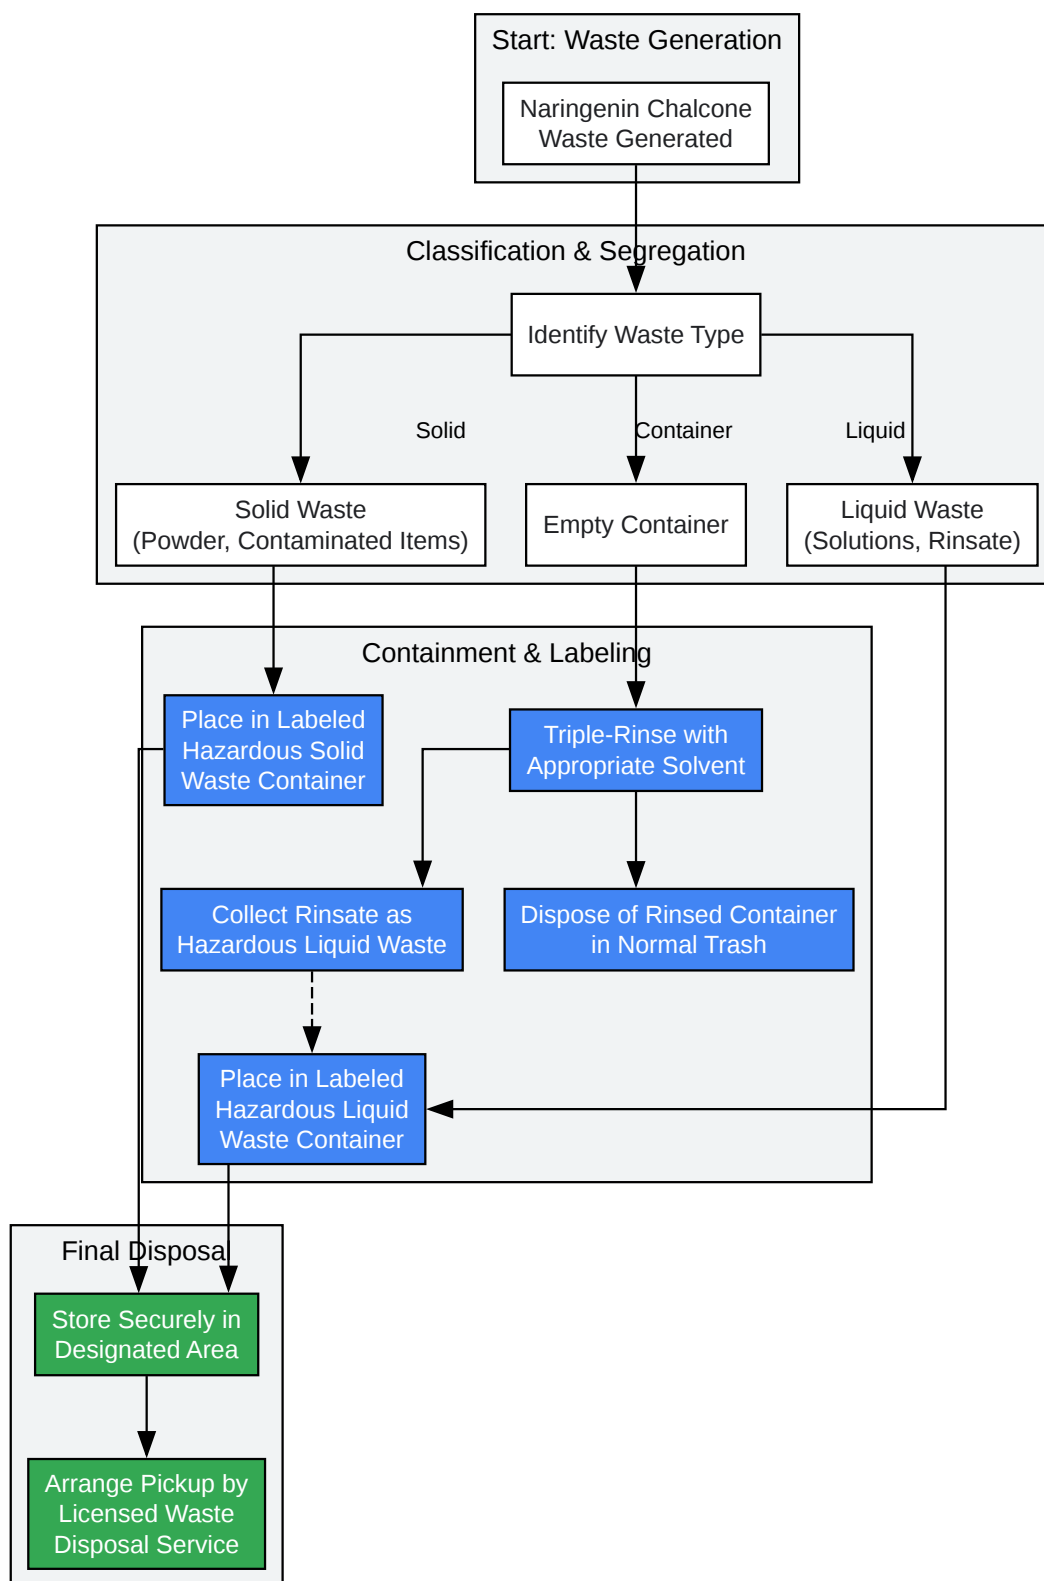 Start: Waste Generation
Naringenin Chalcone
Waste Generated
Classification & Segregation
Identify Waste Type
Solid
Container
Liquid
Solid Waste
(Powder, Contaminated Items)
Empty Container
Liquid Waste
(Solutions, Rinsate)
Containment & Labeling
Place in Labeled
Hazardous Solid
Waste Container
Triple-Rinse with
Appropriate Solvent
Collect Rinsate as
Hazardous Liquid Waste
Dispose of Rinsed Container
in Normal Trash
Place in Labeled
Hazardous Liquid
Waste Container
Final Disposal
Store Securely in
Designated Area
Arrange Pickup by
Licensed Waste
Disposal Service